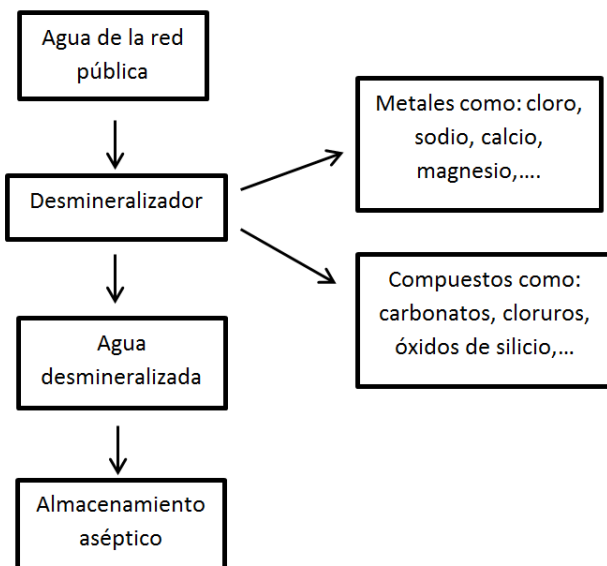 Agua de la red
pública
Metales como: cloro,
sodio, calcio,
magnesio,....
Desmineralizador
Compuestos como:
carbonatos, cloruros,
óxidos de silicio,...
Agua
desmineralizada
Almacenamiento
aséptico